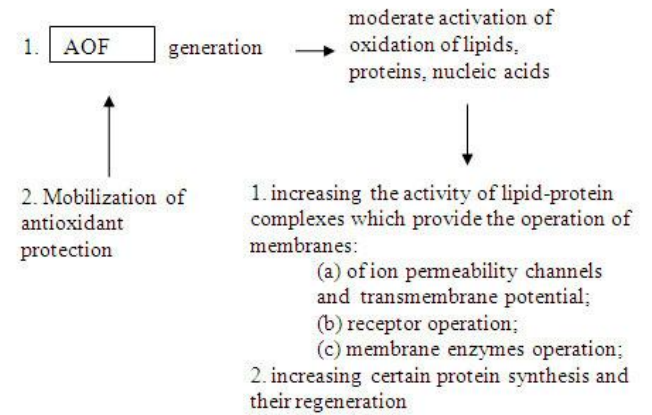 1. AOF generation
moderate activation of
oxidation of lipids,
proteins, nucleic acids
2. Mobilization of
antioxidant
protection
1. increasing the activity of lipid-protein
complexes which provide the operation of
membranes:
(a) of ion permeability channels
and transmembrane potential;
(b) receptor operation;
(c) membrane enzymes operation;
2. increasing certain protein synthesis and
their regeneration